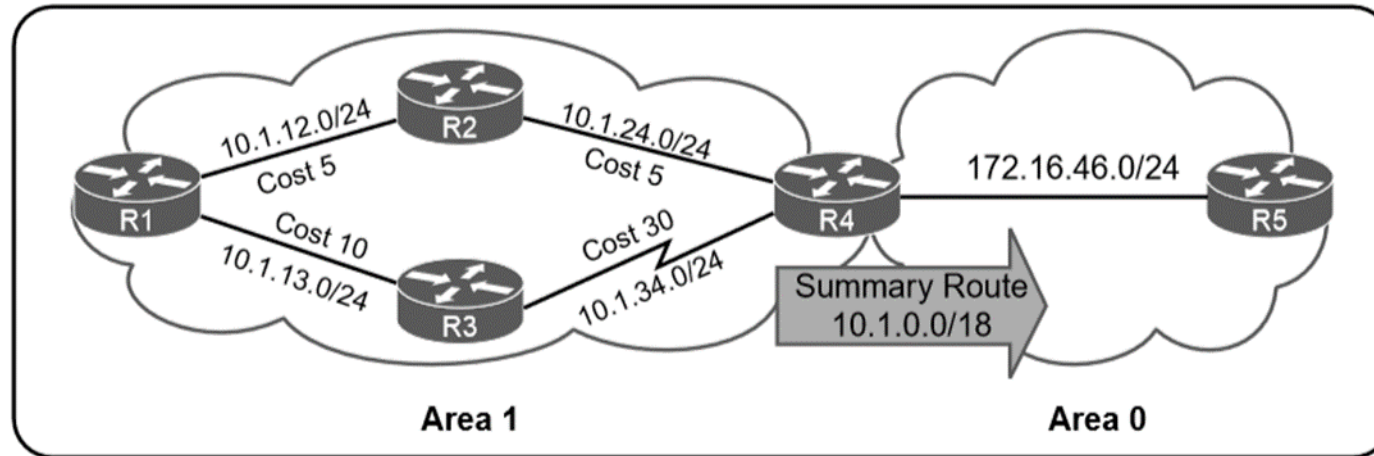 R2
10.1.12.0/24
Cost 5
10.1.24.0/24
Cost 5
R1
R4
172.16.46.0/24
R5
Cost 10
10.1.13.0/24
Cost 30
10.1.34.0/24
R3
Summary Route
10.1.0.0/18
Area 1
Area 0